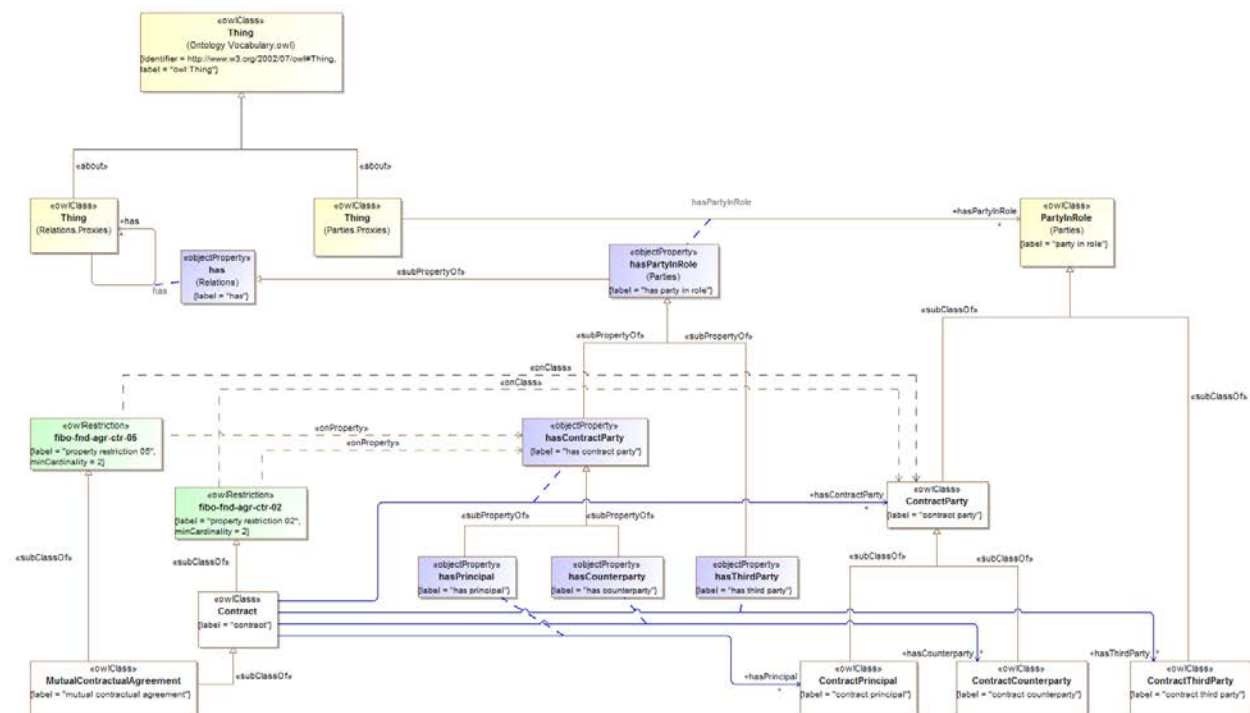 «owlClass»
Thing
(Ontology Vocabulary.owl)
{identifier = http://www.w3.org/2002/07/owl#Thing,
label = "owl:Thing"}
«about»
«about»
«owlClass»
Thing
(Relations.Proxies)
+has
*
has
«owlClass»
Thing
(Parties.Proxies)
hasPartyInRole
+hasPartyInRole
*
«owlClass»
PartyInRole
(Parties)
{label = "party in role"}
«objectProperty»
has
(Relations)
{label = "has"}
«subPropertyOf»
«objectProperty»
hasPartyInRole
(Parties)
{label = "has party in role"}
«subPropertyOf»
«subPropertyOf»
«subClassOf»
«subClassOf»
«onClass»
«onClass»
«owlRestriction»
fibo-fnd-agr-ctr-06
{label = "property restriction 06",
minCardinality = 2}
«onProperty»
«onProperty»
«objectProperty»
hasContractParty
{label = "has contract party"}
«owlRestriction»
fibo-fnd-agr-ctr-02
{label = "property restriction 02",
minCardinality = 2}
+hasContractParty
*
«owlClass»
ContractParty
{label = "contract party"}
«subPropertyOf»
«subPropertyOf»
«subClassOf»
«subClassOf»
«subClassOf»
«subClassOf»
«objectProperty»
hasPrincipal
{label = "has principal"}
«objectProperty»
hasCounterparty
{label = "has counterparty"}
«objectProperty»
hasThirdParty
{label = "has third party"}
«owlClass»
Contract
{label = "contract"}
«owlClass»
MutualContractualAgreement
{label = "mutual contractual agreement"}
«subClassOf»
+hasPrincipal
*
«owlClass»
ContractPrincipal
{label = "contract principal"}
+hasCounterparty
*
«owlClass»
ContractCounterparty
{label = "contract counterparty"}
+hasThirdParty
*
«owlClass»
ContractThirdParty
{label = "contract third party"}